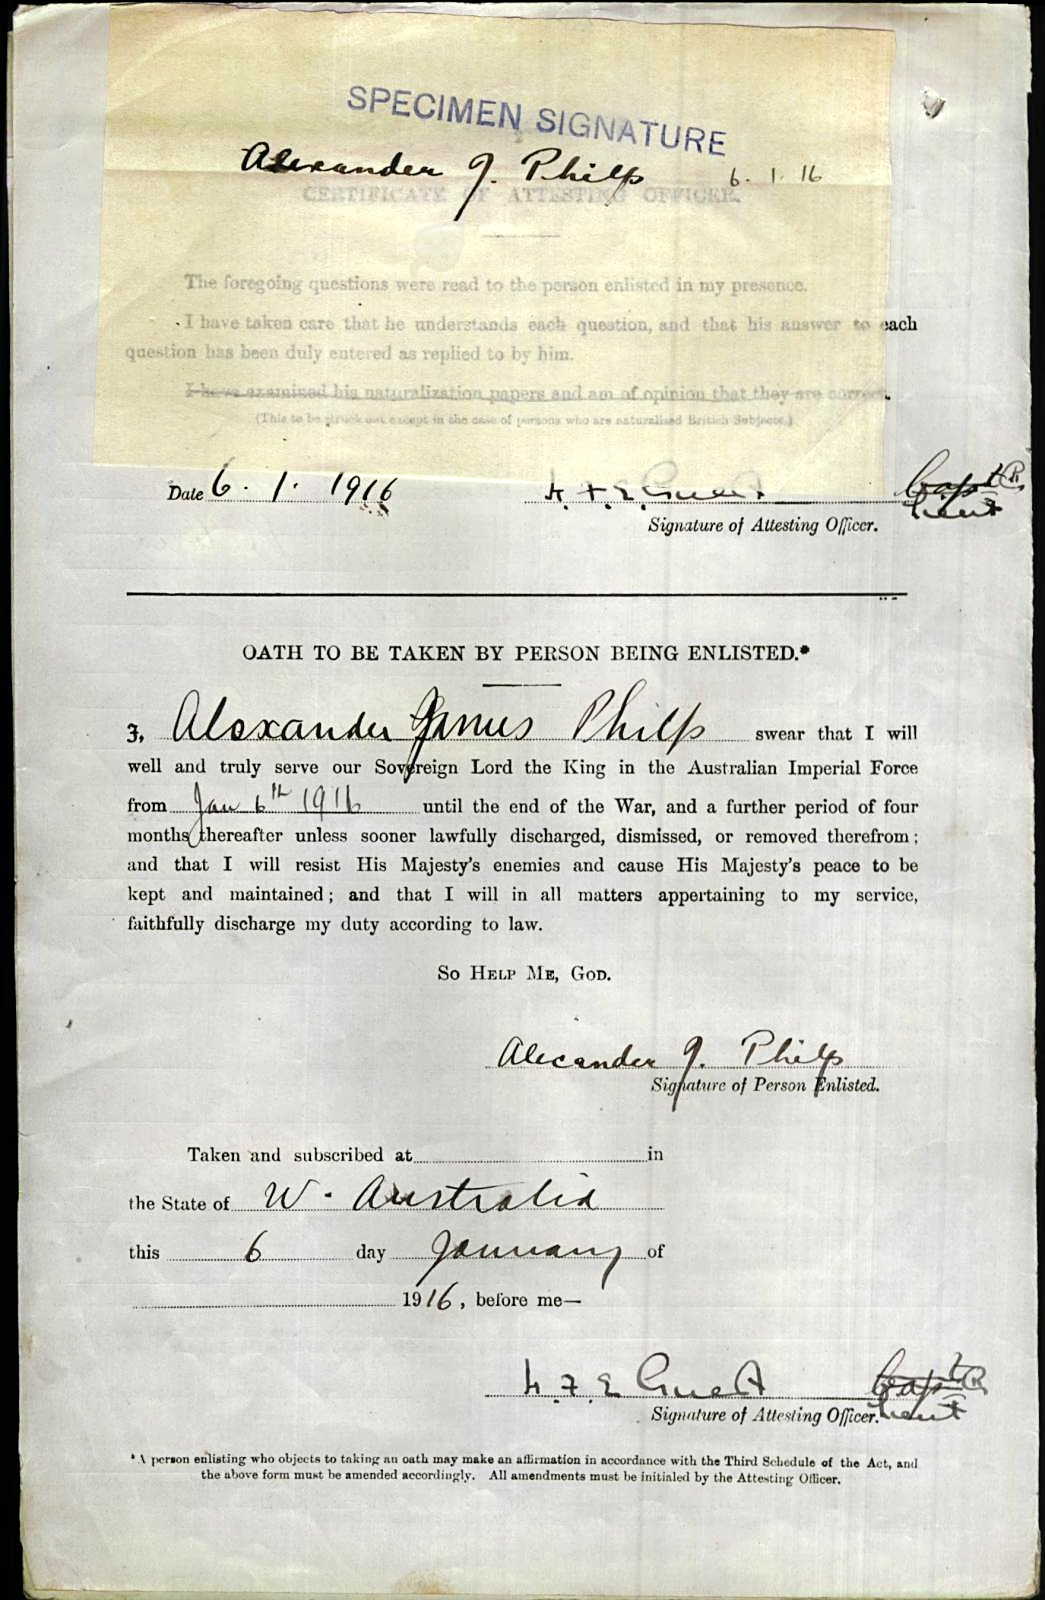 SPECIMEN SIGNATURE
Alexander J. Philp 6.1.16
CERTIFICATE OF ATTESTING OFFICER.
The foregoing questions were read to the person enlisted in my presence.
I have taken care that he understands each question, and that his answer to each
question has been duly entered as replied to by him.
I have examined his naturalization papers and am of opinion that they are correct.
(This to be struck out except in the case of persons who are naturalised British Subjects.)
Date 6. 1. 1916 Capt
Lieut
Signature of Attesting Officer.
OATH TO BE TAKEN BY PERSON BEING ENLISTED.*
I, Alexander James Philp swear that I will
well and truly serve our Sovereign Lord the King in the Australian Imperial Force
from Jan 6th 1916 until the end of the War, and a further period of four
months thereafter unless sooner lawfully discharged, dismissed, or removed therefrom;
and that I will resist His Majesty's enemies and cause His Majesty's peace to be
kept and maintained; and that I will in all matters appertaining to my service,
faithfully discharge my duty according to law.
So Help Me, God.
Alecander J. Philp
Signature of Person Enlisted.
Taken and subscribed at in
the State of W. Australia
this 6 day January of
1916, before me—
Capt
Lieut
Signature of Attesting Officer.
* A person enlisting who objects to taking an oath may make an affirmation in accordance with the Third Schedule of the Act, and
the above form must be amended accordingly. All amendments must be initialed by the Attesting Officer.